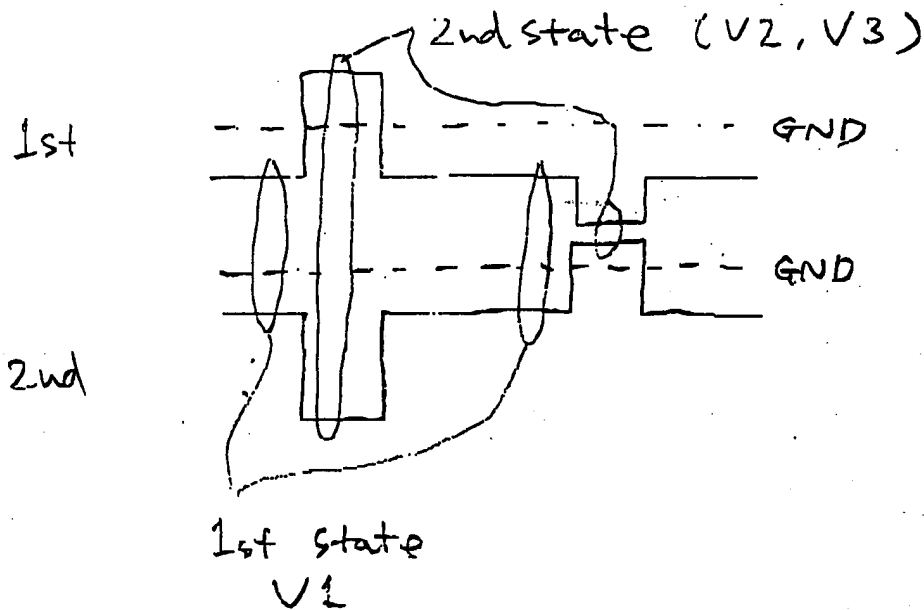 2nd state (V2, V3)
1st
GND
GND
2nd
1st state
V1